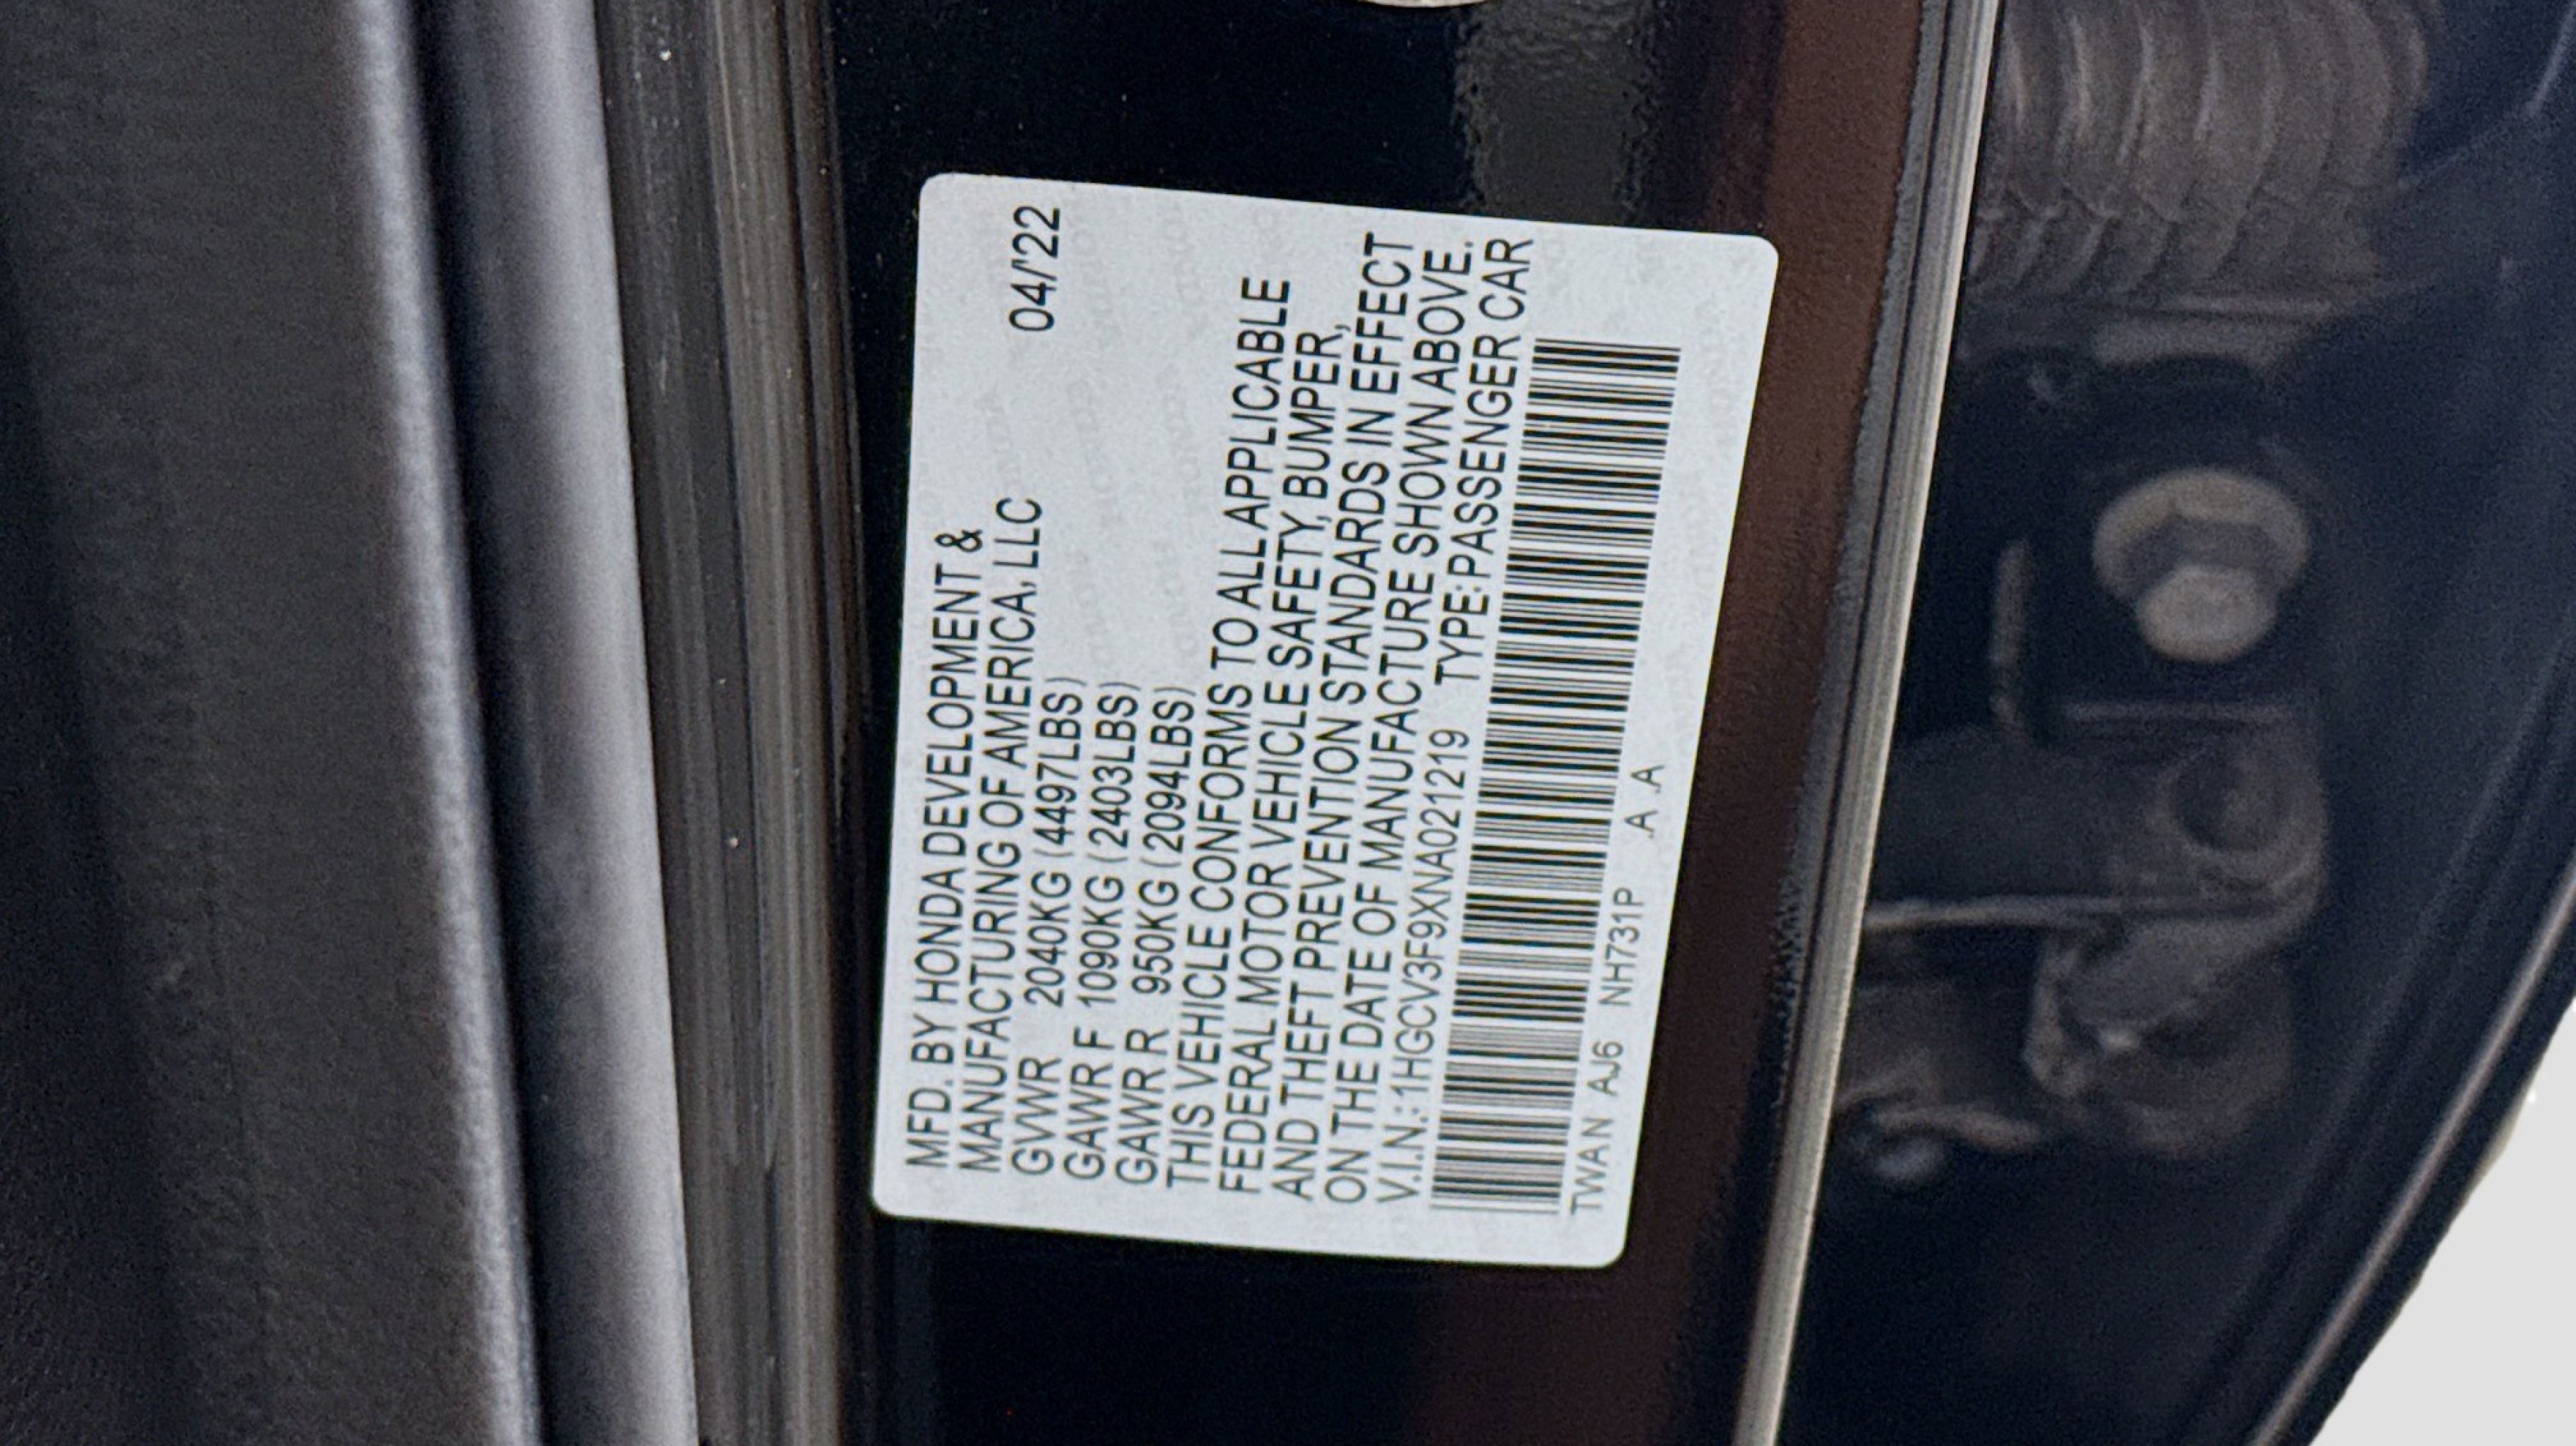 MFD. BY HONDA DEVELOPMENT &
MANUFACTURING OF AMERICA, LLC
GVWR 2040KG (4497LBS) 04/'22
GAWR F 1090KG (2403LBS)
GAWR R 950KG (2094LBS)
THIS VEHICLE CONFORMS TO ALL APPLICABLE
FEDERAL MOTOR VEHICLE SAFETY, BUMPER,
AND THEFT PREVENTION STANDARDS IN EFFECT
ON THE DATE OF MANUFACTURE SHOWN ABOVE.
V.I.N.: 1HGCV3F9XNA021219 TYPE: PASSENGER CAR
TWAN AJ6 NH731P .A .A